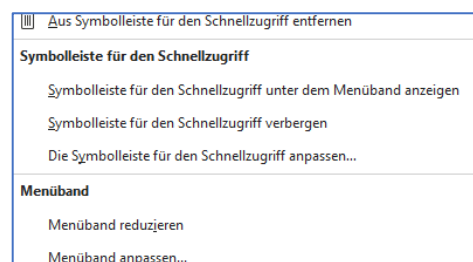 Aus Symbolleiste für den Schnellzugriff entfernen
Symbolleiste für den Schnellzugriff
Symbolleiste für den Schnellzugriff unter dem Menüband anzeigen
Symbolleiste für den Schnellzugriff verbergen
Die Symbolleiste für den Schnellzugriff anpassen...
Menüband
Menüband reduzieren
Menüband anpassen...